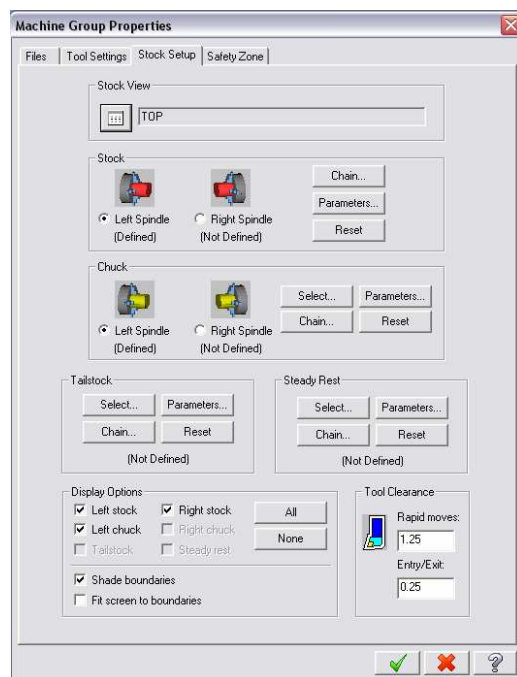 Machine Group Properties
Files Tool Settings Stock Setup Safety Zone
Stock View
TOP
Stock
Left Spindle
(Defined)
Right Spindle
(Not Defined)
Chain...
Parameters...
Reset
Chuck
Left Spindle
(Defined)
Right Spindle
(Not Defined)
Select... Parameters...
Chain... Reset
Tailstock
Select... Parameters...
Chain... Reset
(Not Defined)
Steady Rest
Select... Parameters...
Chain... Reset
(Not Defined)
Display Options
Left stock Right stock
Left chuck Right chuck
Tailstock Steady rest
All
None
Shade boundaries
Fit screen to boundaries
Tool Clearance
Rapid moves:
1.25
Entry/Exit:
0.25